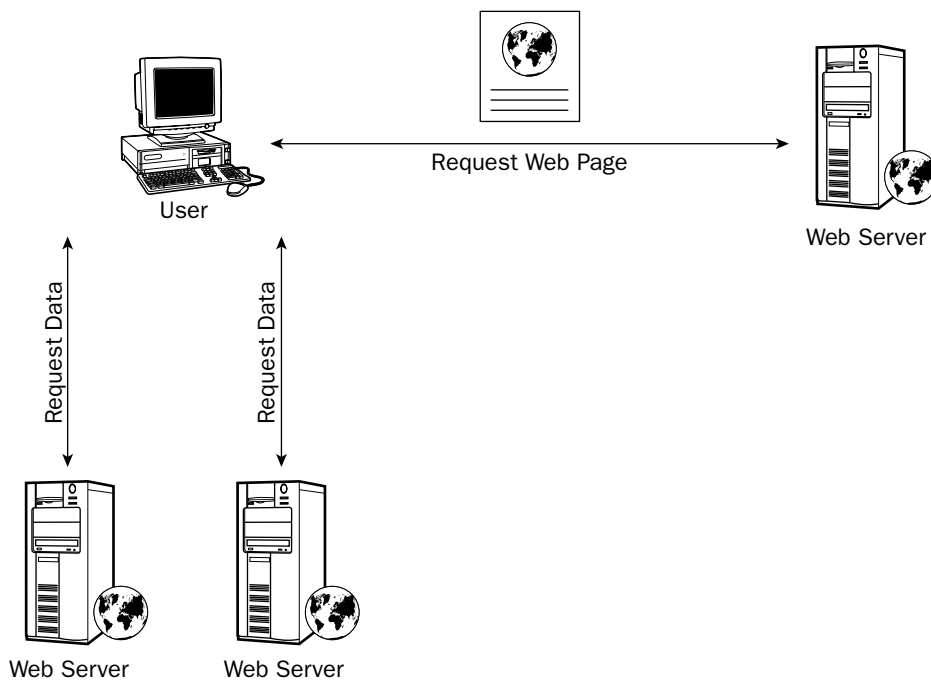 Request Web Page
User
Web Server
Request Data
Request Data
Web Server
Web Server